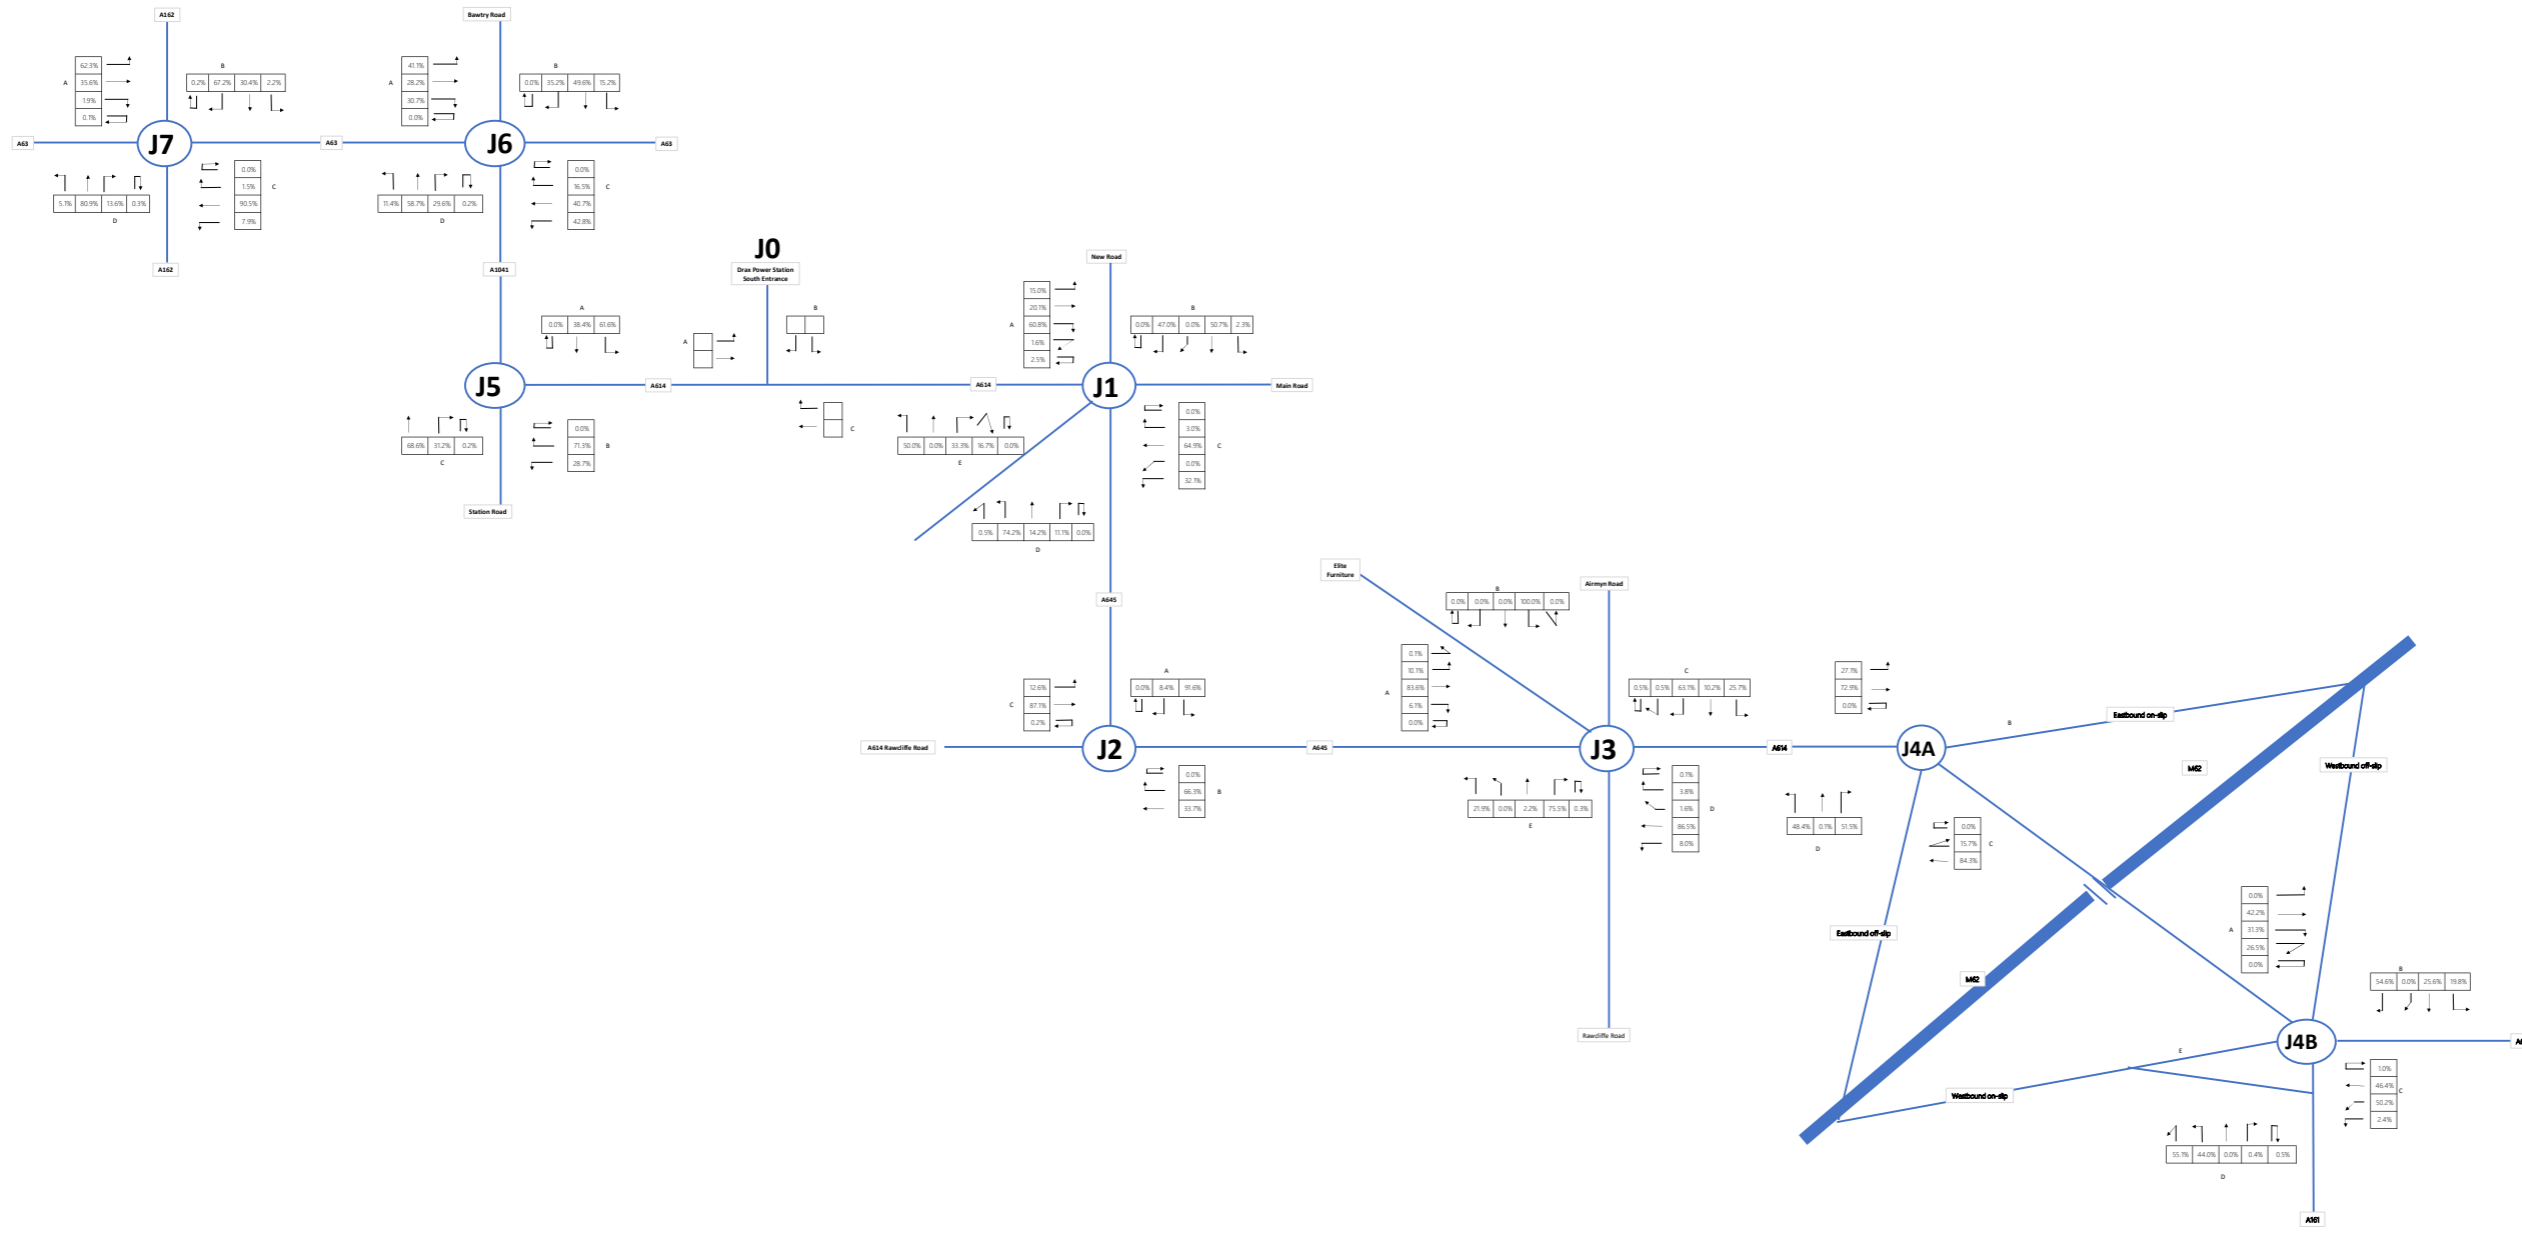 A162
Bawtry Road
62.3%
35.6%
1.9%
0.1%
A
B
0.2% 67.2% 30.4% 2.2%
41.1%
28.2%
30.7%
0.0%
A
B
0.0% 35.2% 49.6% 15.2%
A63
J7
A63
J6
A63
0.0%
1.5%
90.5%
7.9%
C
5.1% 80.9% 13.6% 0.3%
D
0.0%
16.5%
40.7%
42.8%
C
11.4% 58.7% 29.6% 0.2%
D
A162
A1041
J0
Drax Power Station
South Entrance
New Road
A
0.0% 38.4% 61.6%
A
B
15.0%
20.1%
60.8%
1.6%
2.5%
A
B
0.0% 47.0% 0.0% 50.7% 2.3%
J5
A614
A614
J1
Main Road
68.6% 31.2% 0.2%
C
0.0%
71.3%
28.7%
B
C
50.0% 0.0% 33.3% 16.7% 0.0%
E
0.0%
3.0%
64.9%
0.0%
32.1%
C
Station Road
0.5% 74.2% 14.2% 11.1% 0.0%
D
A645
Elite
Furniture
Airmyn Road
B
0.0% 0.0% 0.0% 100.0% 0.0%
12.6%
87.1%
0.2%
C
A
0.0% 8.4% 91.6%
0.1%
10.1%
83.6%
6.1%
0.0%
A
C
0.5% 0.5% 63.1% 10.2% 25.7%
27.1%
72.9%
0.0%
A614 Rawcliffe Road
J2
A645
J3
A614
J4A
B
Eastbound on-slip
M62
Westbound off-slip
0.0%
66.3%
33.7%
B
21.9% 0.0% 2.2% 75.5% 0.3%
E
0.1%
3.8%
1.6%
86.5%
8.0%
D
48.4% 0.1% 51.5%
D
0.0%
15.7%
84.3%
C
Eastbound off-slip
M62
0.0%
42.2%
31.3%
26.5%
0.0%
A
B
54.6% 0.0% 25.6% 19.8%
Rawcliffe Road
J4B
E
Westbound on-slip
1.0%
46.4%
50.2%
2.4%
C
55.1% 44.0% 0.0% 0.4% 0.5%
D
A161